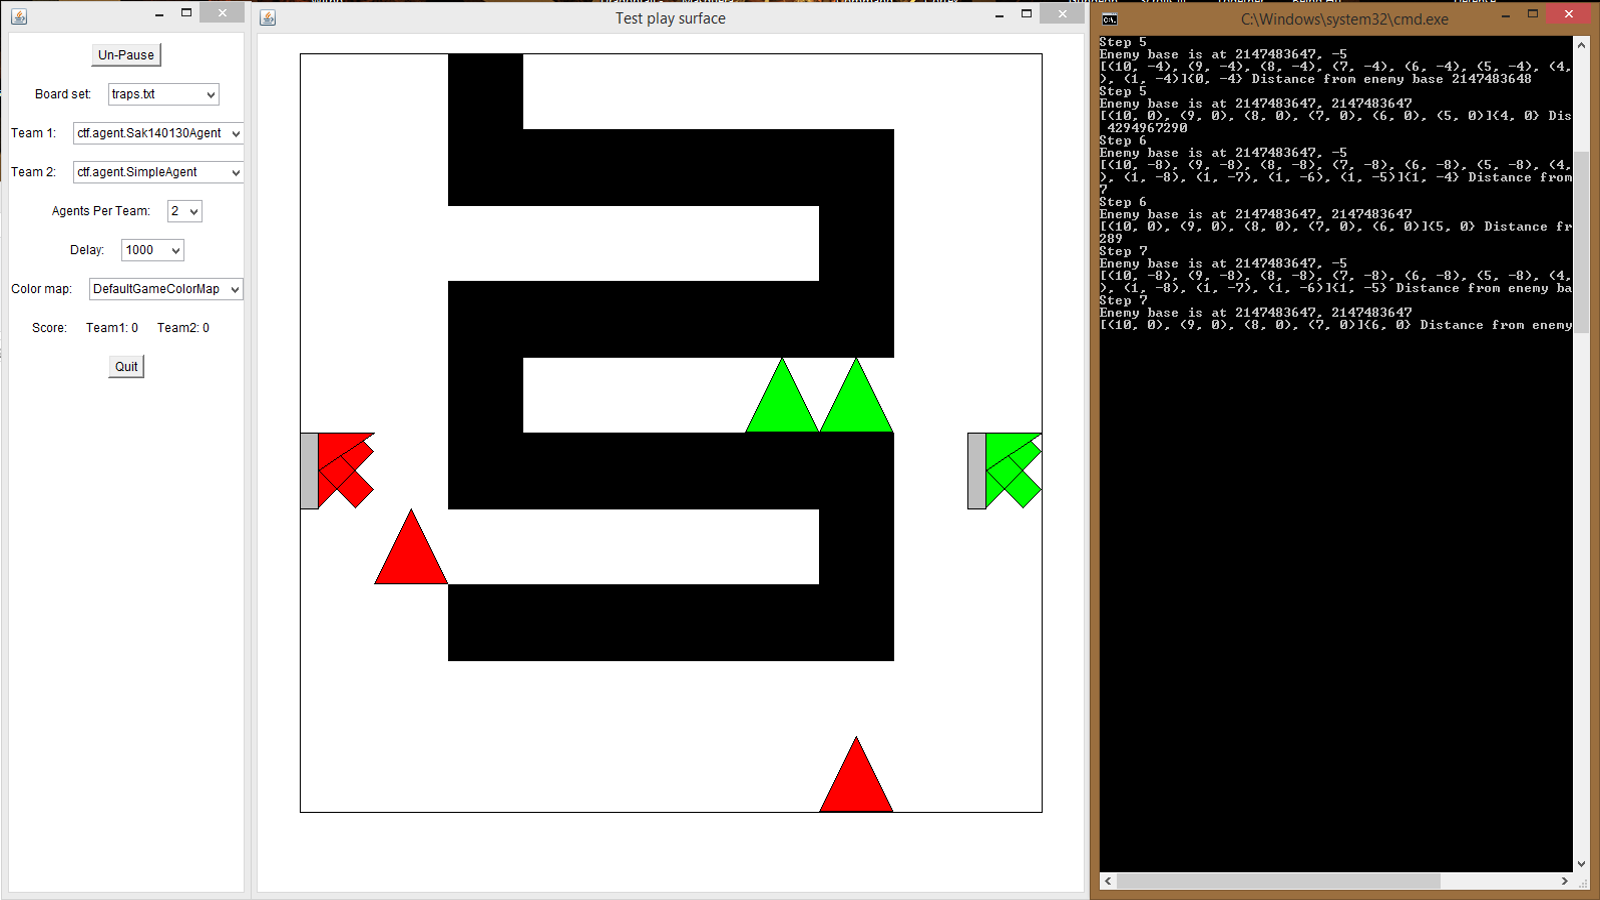 Un-Pause
Board set: traps.txt
Team 1: ctf.agent.Sak140130Agent
Team 2: ctf.agent.SimpleAgent
Agents Per Team: 2
Delay: 1000
Color map: DefaultGameColorMap
Score: Team1: 0 Team2: 0
Quit
Test play surface
C:\Windows\system32\cmd.exe
Step 5
Enemy base is at 2147483647, -5
[(10, -4), (9, -4), (8, -4), (7, -4), (6, -4), (5, -4), (4,
), (1, -4)]{0, -4} Distance from enemy base 2147483648
Step 5
Enemy base is at 2147483647, 2147483647
[(10, 0), (9, 0), (8, 0), (7, 0), (6, 0), (5, 0)]{4, 0} Dis
4294967290
Step 6
Enemy base is at 2147483647, -5
[(10, -8), (9, -8), (8, -8), (7, -8), (6, -8), (5, -8), (4,
), (1, -8), (1, -7), (1, -6), (1, -5)]{1, -4} Distance from
7
Step 6
Enemy base is at 2147483647, 2147483647
[(10, 0), (9, 0), (8, 0), (7, 0), (6, 0)]{5, 0} Distance fr
289
Step 7
Enemy base is at 2147483647, -5
[(10, -8), (9, -8), (8, -8), (7, -8), (6, -8), (5, -8), (4,
), (1, -8), (1, -7), (1, -6)]{1, -5} Distance from enemy ba
Step 7
Enemy base is at 2147483647, 2147483647
[(10, 0), (9, 0), (8, 0), (7, 0)]{6, 0} Distance from enemy